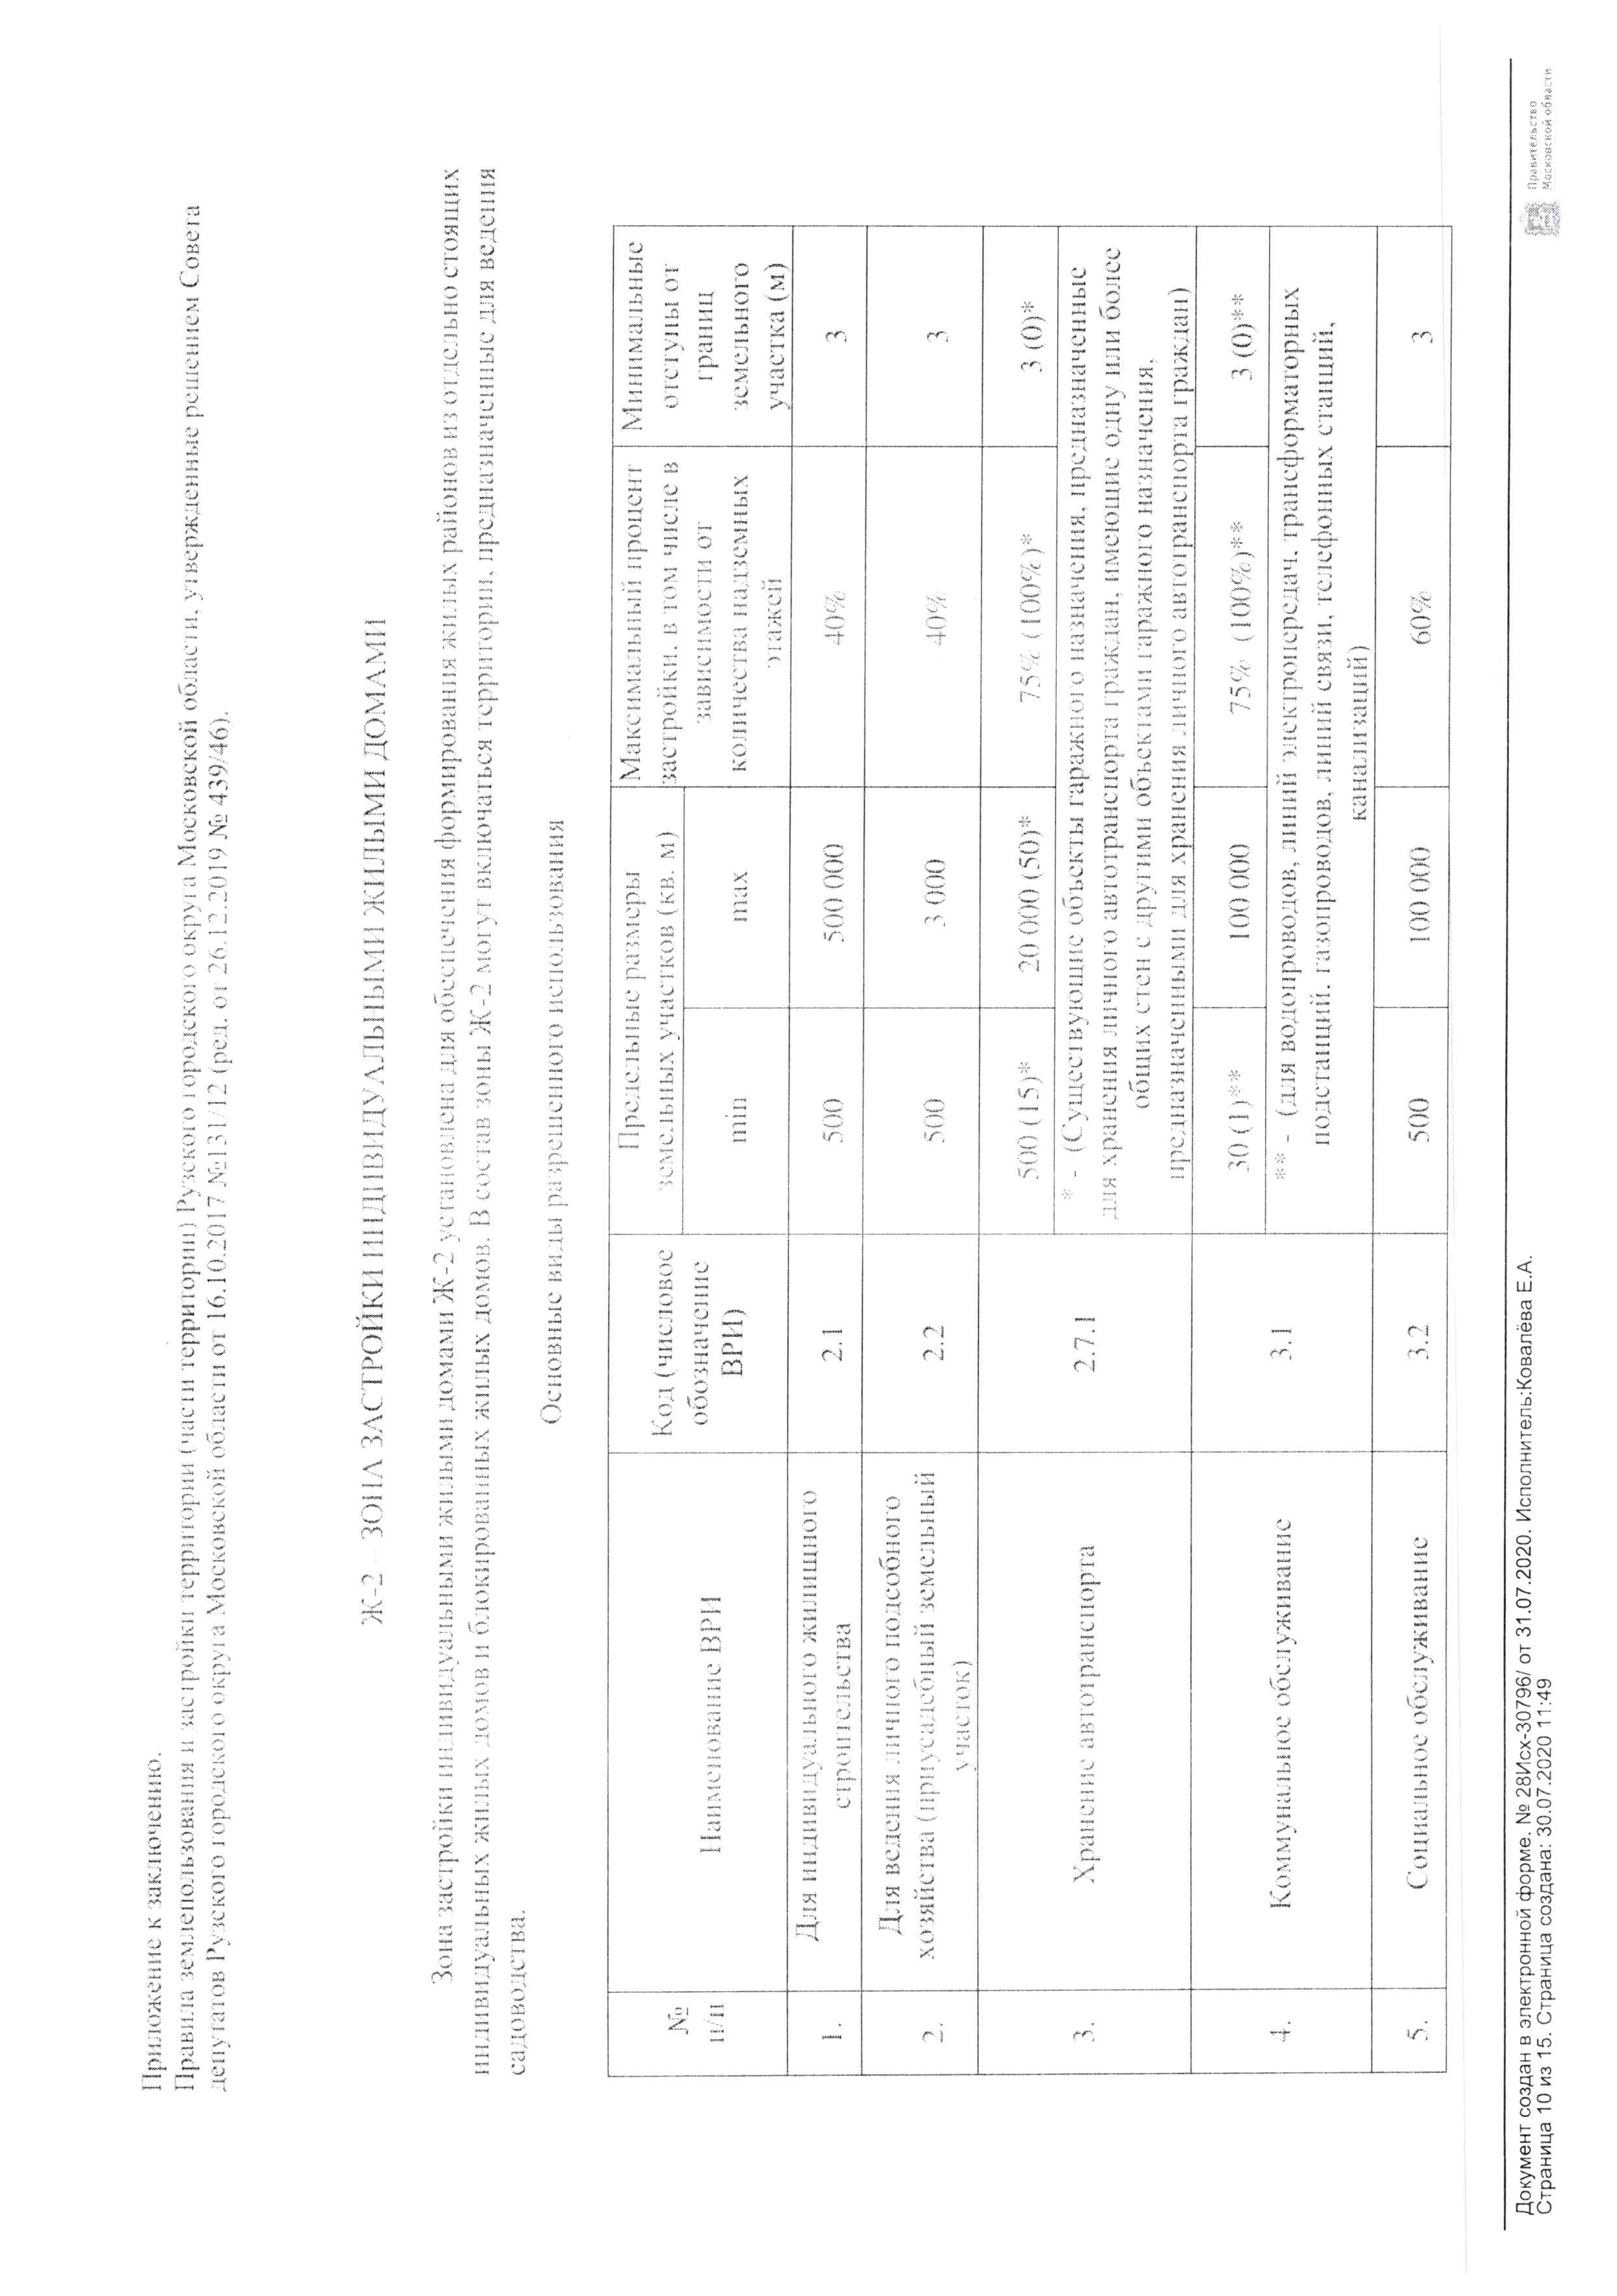 Приложение к заключению.
Правила землепользования и застройки территории (части территории) Рузского городского округа Московской области, утвержденные решением Совета
депутатов Рузского городского округа Московской области от 16.10.2017 №131/12 (ред. от 26.12.2019 № 439/46).
Ж-2 – ЗОНА ЗАСТРОЙКИ ИНДИВИДУАЛЬНЫМИ ЖИЛЫМИ ДОМАМИ
Зона застройки индивидуальными жилыми домами Ж-2 установлена для обеспечения формирования жилых районов из отдельно стоящих
индивидуальных жилых домов и блокированных жилых домов. В состав зоны Ж-2 могут включаться территории, предназначенные для ведения
садоводства.
Основные виды разрешенного использования
№
п/п
Наименование ВРИ
Код (числовое
обозначение
ВРИ)
Предельные размеры
земельных участков (кв. м)
min
max
Максимальный процент
застройки, в том числе в
зависимости от
количества надземных
этажей
Минимальные
отступы от
границ
земельного
участка (м)
1.
Для индивидуального жилищного
строительства
2.1
500
500 000
40%
3
2.
Для ведения личного подсобного
хозяйства (приусадебный земельный
участок)
2.2
500
3 000
40%
3
3.
Хранение автотранспорта
2.7.1
500 (15)*
20 000 (50)*
75% (100%)*
3 (0)*
* - (Существующие объекты гаражного назначения, предназначенные
для хранения личного автотранспорта граждан, имеющие одну или более
общих стен с другими объектами гаражного назначения,
предназначенными для хранения личного автотранспорта граждан)
4.
Коммунальное обслуживание
3.1
30 (1)**
100 000
75% (100%)**
3 (0)**
** - (для водопроводов, линий электропередач, трансформаторных
подстанций, газопроводов, линий связи, телефонных станций,
канализаций)
5.
Социальное обслуживание
3.2
500
100 000
60%
3
Документ создан в электронной форме. № 28Исх-30796/ от 31.07.2020. Исполнитель:Ковалёва Е.А.
Страница 10 из 15. Страница создана: 30.07.2020 11:49
Правительство
Московской области